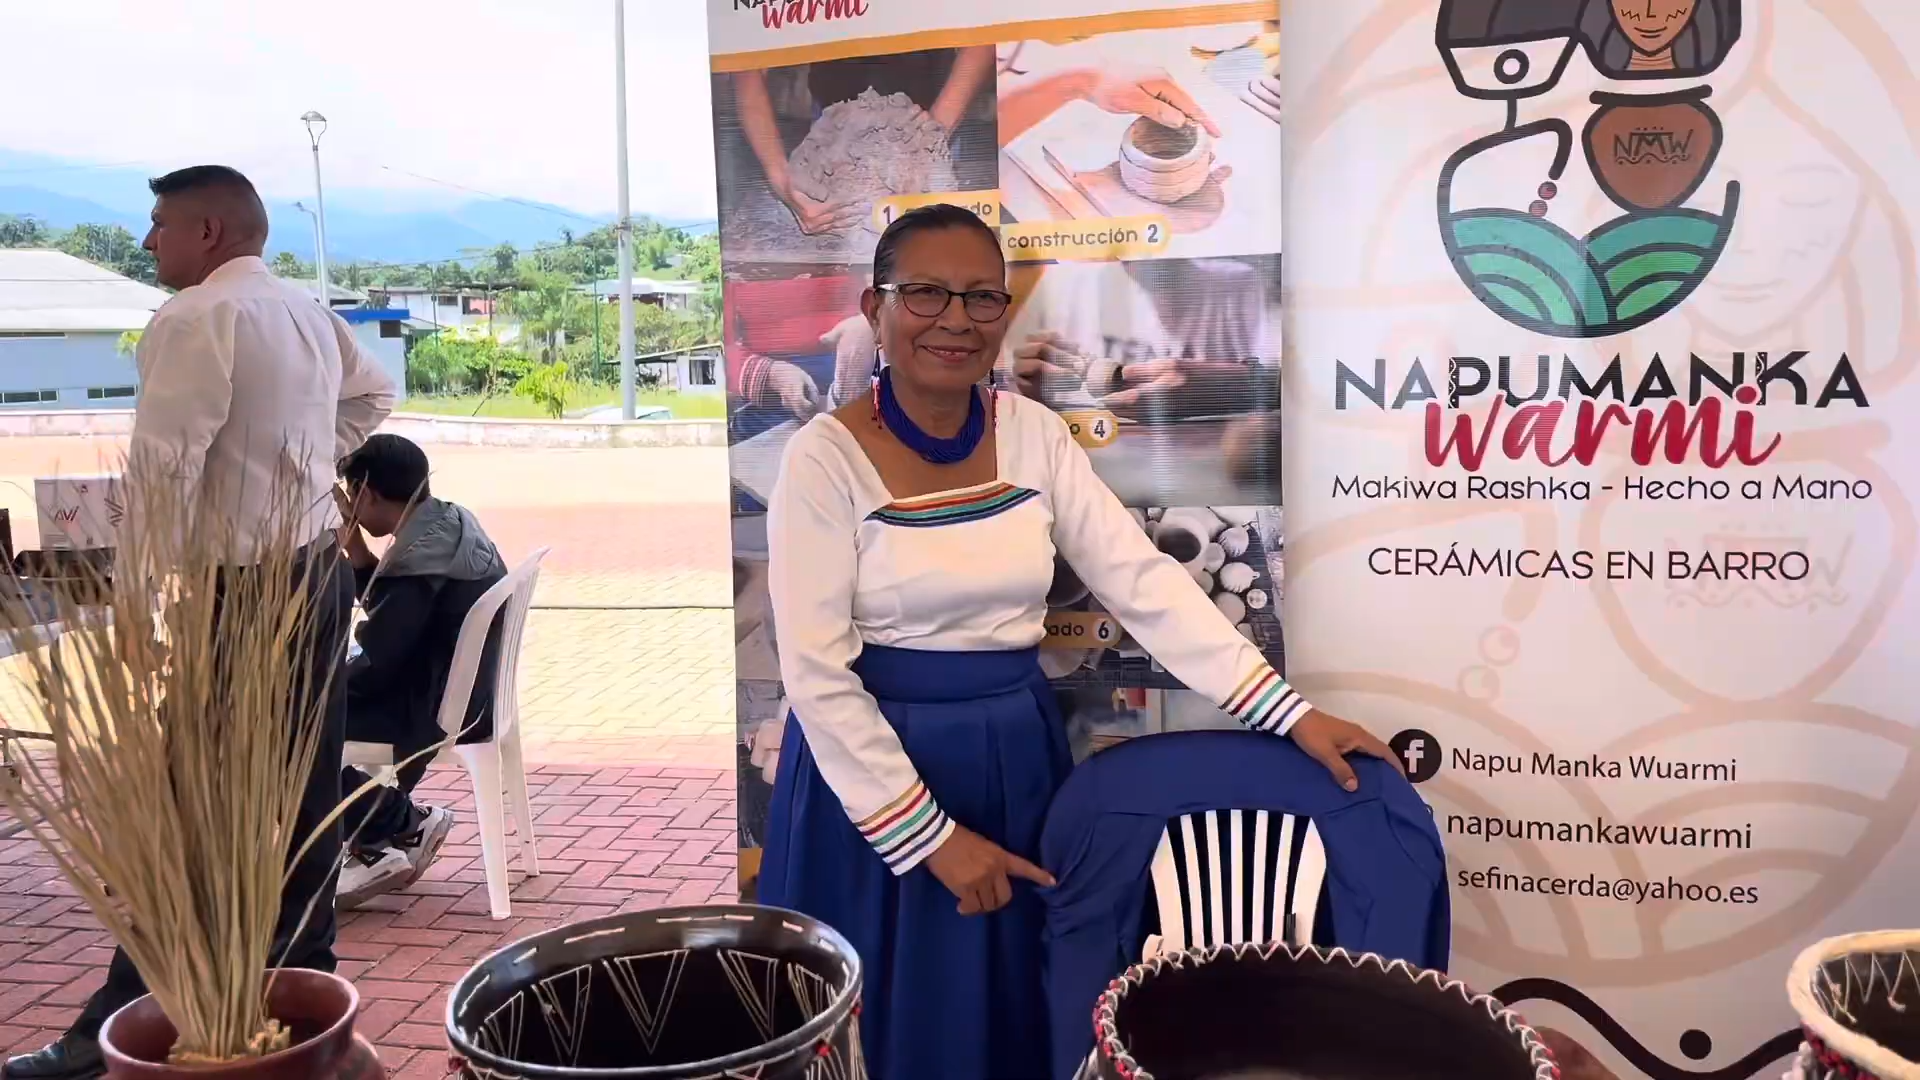 warmi
1
construcción 2
4
6
NMW
NAPUMANKA
warmi
Makiwa Rashka - Hecho a Mano
CERÁMICAS EN BARRO
f Napu Manka Wuarmi
napumankawuarmi
sefinacerda@yahoo.es